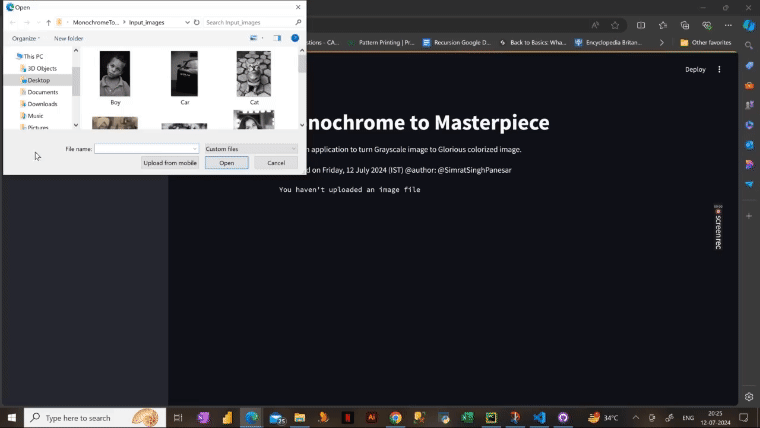 Open
MonochromeTo... > Input_images
Search Input_images
Organize
New folder
This PC
3D Objects
Desktop
Documents
Downloads
Music
Pictures
Boy
Car
Cat
File name:
Custom files
Upload from mobile
Open
Cancel
Pattern Printing | Pr...
Recursion Google D...
Back to Basics: Wha...
Encyclopedia Britan...
Other favorites
Deploy
nochrome to Masterpiece
application to turn Grayscale image to Glorious colorized image.
on Friday, 12 July 2024 (IST) @author: @SimratSinghPanesar
You haven't uploaded an image file
screenrec
Type here to search
25
34°C
ENG
20:25
12-07-2024